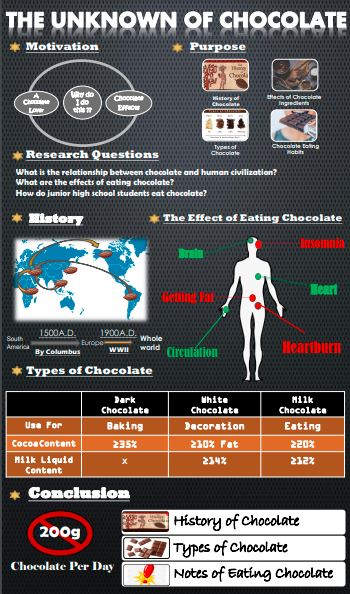 THE UNKNOWN OF CHOCOLATE
Motivation
A
Chocolate
Lover
Why do
I do
this ??
Chocolate
Effects
Purpose
History of
Chocolate
Effects of Chocolate
Ingredients
Types of
Chocolate
Chocolate Eating
Habits
Research Questions
What is the relationship between chocolate and human civilization?
What are the effects of eating chocolate?
How do junior high school students eat chocolate?
History
South
America
1500A.D.
By Columbus
Europe
1900A.D.
WWII
Whole
world
The Effect of Eating Chocolate
Brain
Insomnia
Heart
Getting Fat
Circulation
Heartburn
Types of Chocolate
Dark
Chocolate
White
Chocolate
Milk
Chocolate
Use For
Baking
Decoration
Eating
CocoaContent
≥35%
≥10% Fat
≥20%
Milk Liquid
Content
x
≥14%
≥12%
Conclusion
200g
Chocolate Per Day
History of Chocolate
Types of Chocolate
Notes of Eating Chocolate